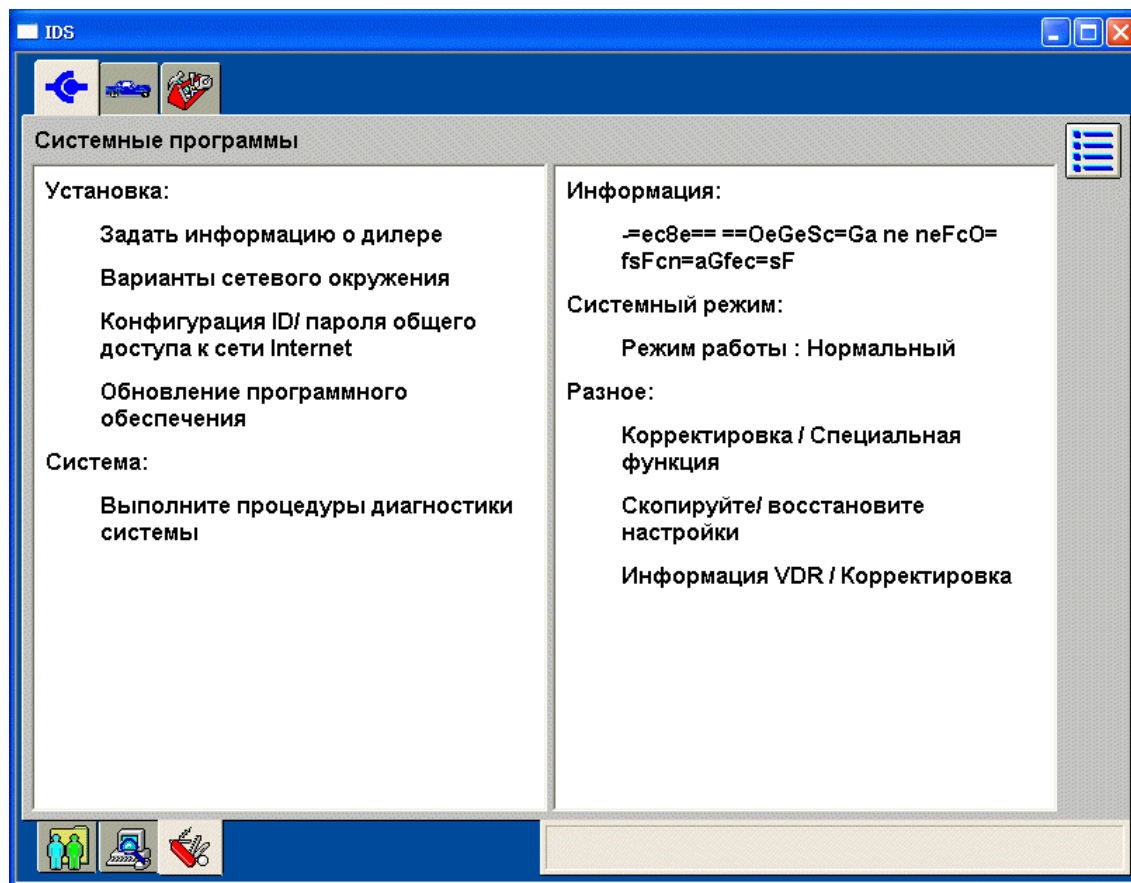 IDS
Системные программы
Установка:
Задать информацию о дилере
Варианты сетевого окружения
Конфигурация ID/ пароля общего
доступа к сети Internet
Обновление программного
обеспечения
Система:
Выполните процедуры диагностики
системы
Информация:
-=ec8e== ==OeGeSc=Ga ne neFcO=
fsFcn=aGfec=sF
Системный режим:
Режим работы : Нормальный
Разное:
Корректировка / Специальная
функция
Скопируйте/ восстановите
настройки
Информация VDR / Корректировка